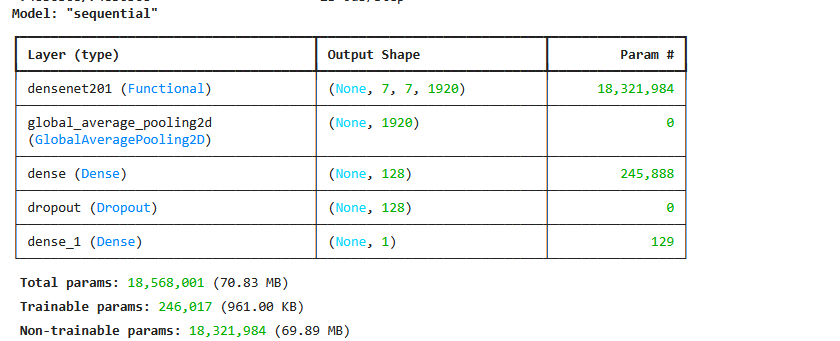 Model: "sequential"
Layer (type) Output Shape Param #
densenet201 (Functional) (None, 7, 7, 1920) 18,321,984
global_average_pooling2d (None, 1920) 0
(GlobalAveragePooling2D)
dense (Dense) (None, 128) 245,888
dropout (Dropout) (None, 128) 0
dense_1 (Dense) (None, 1) 129
Total params: 18,568,001 (70.83 MB)
Trainable params: 246,017 (961.00 KB)
Non-trainable params: 18,321,984 (69.89 MB)